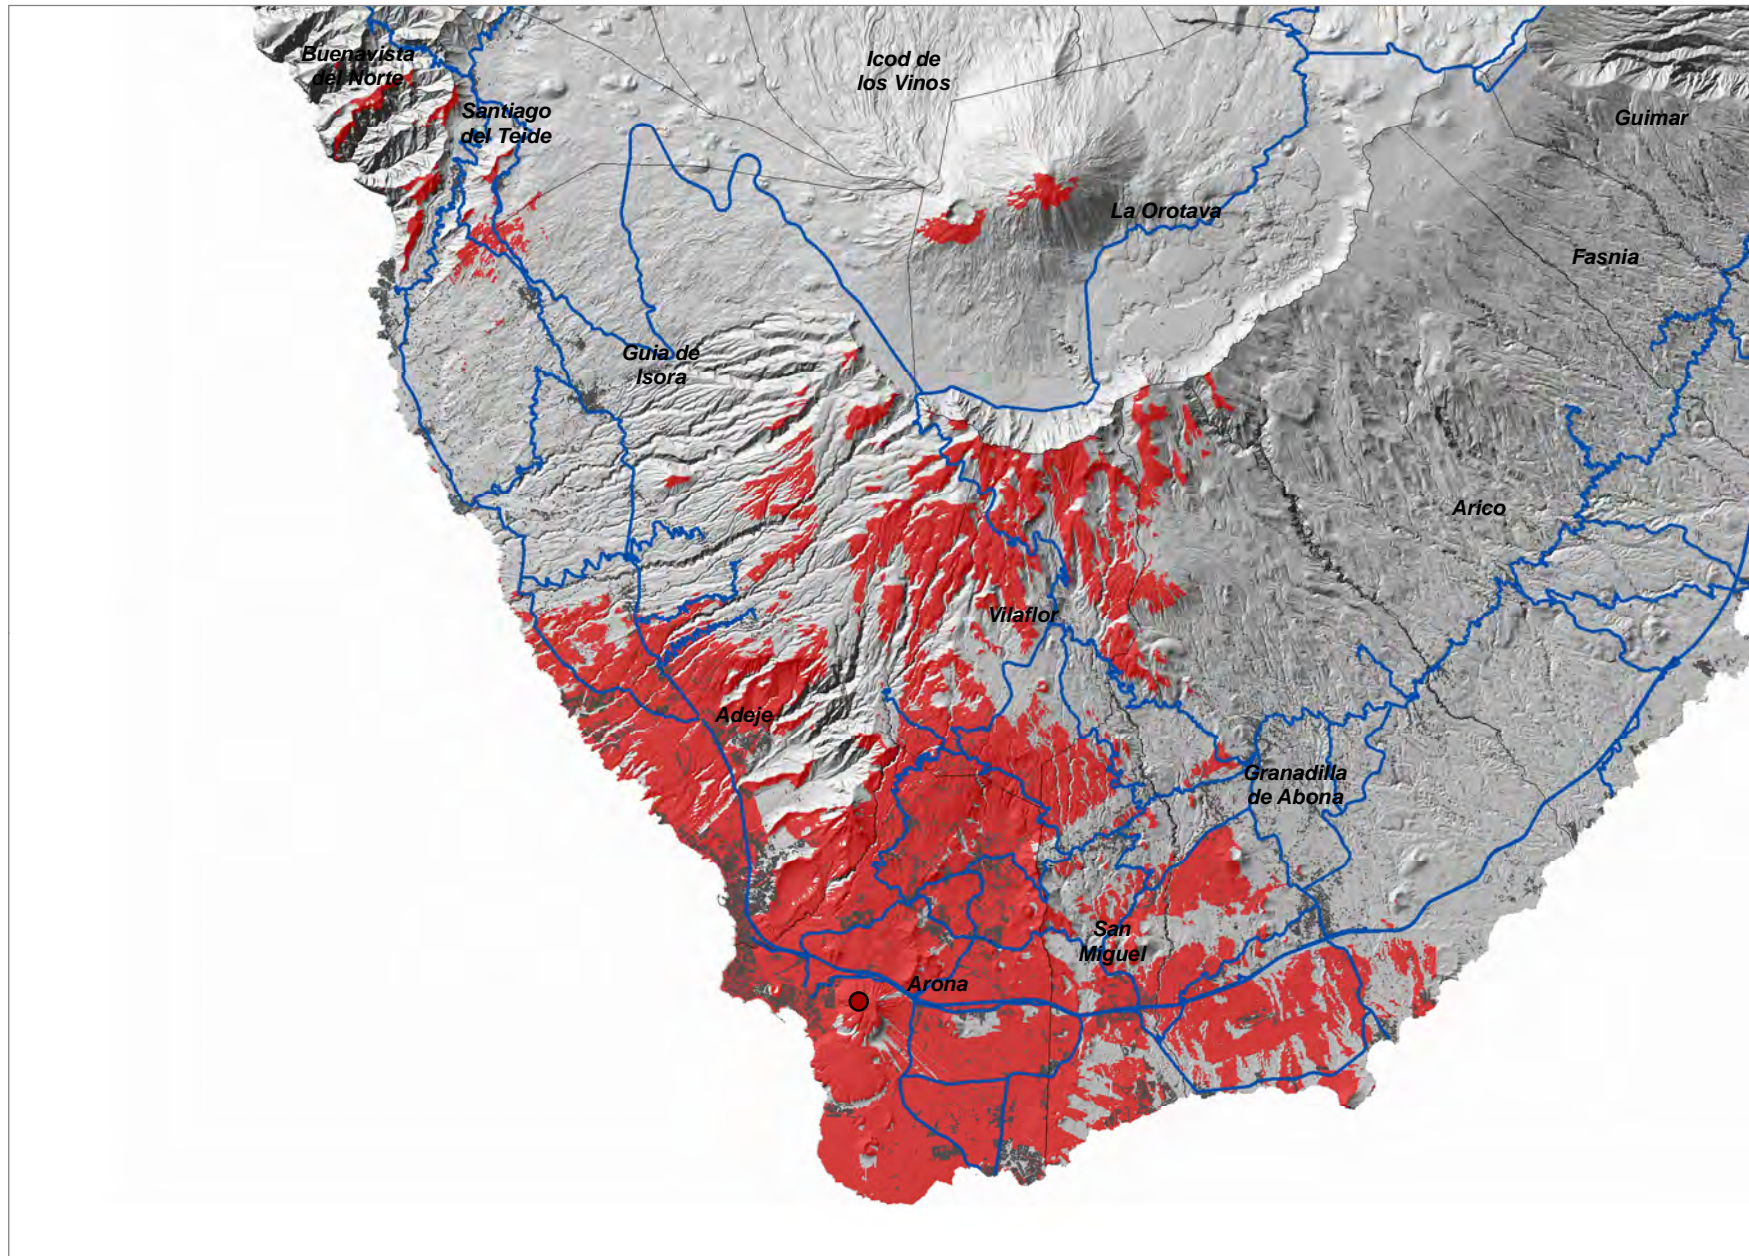 Buenavista
del Norte
Icod de
los Vinos
Santiago
del Teide
Guimar
La Orotava
Fasnia
Guia de
Isora
Arico
Vilaflor
Adeje
Granadilla
de Abona
San
Miguel
Arona